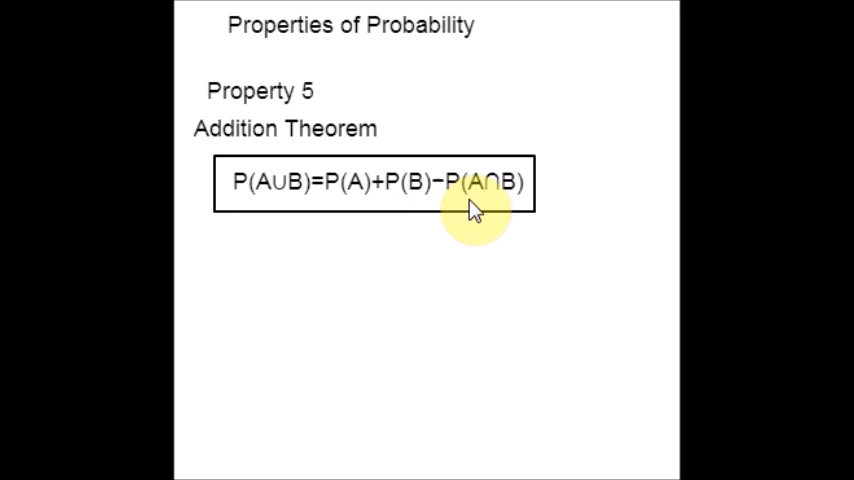 Properties of Probability
Property 5
Addition Theorem
P(A∪B)=P(A)+P(B)−P(A∩B)